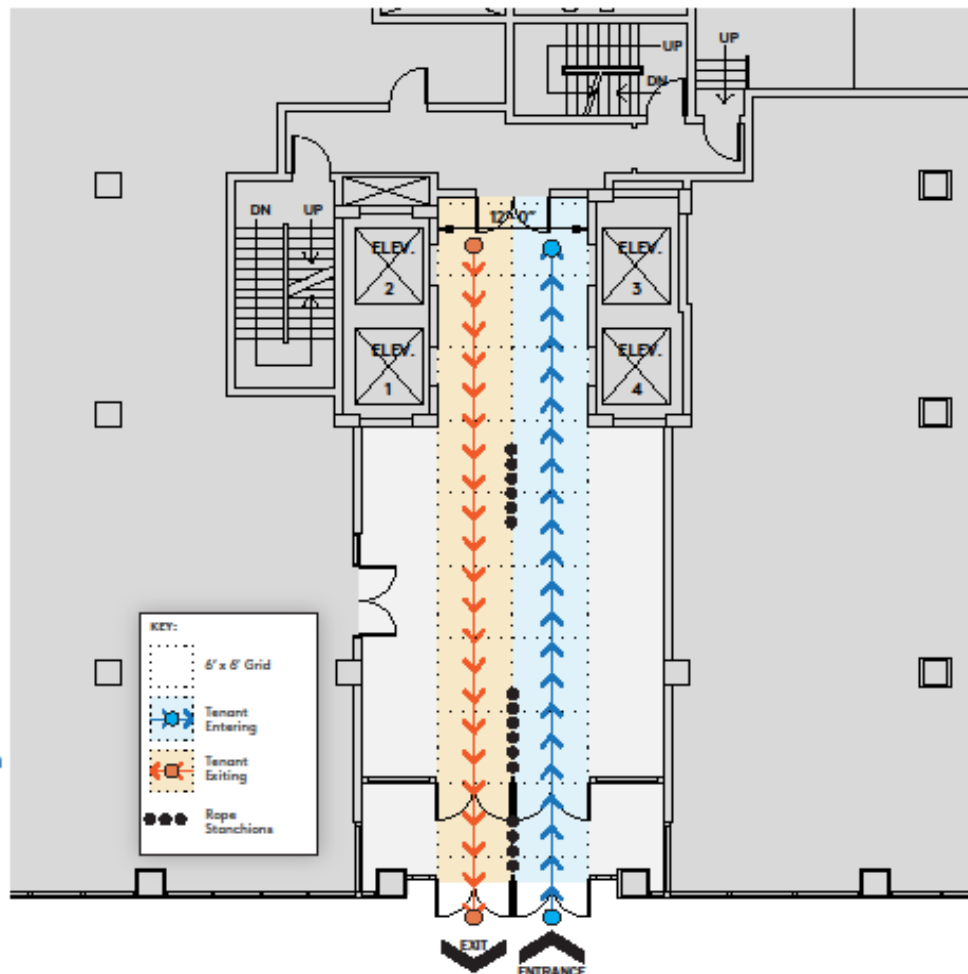 UP
UP
DN
DN
UP
12'-0"
ELEV.
2
ELEV.
3
ELEV.
1
ELEV.
4
KEY:
6' x 6' Grid
Tenant
Entering
Tenant
Exiting
Rope
Stanchions
EXIT
ENTRANCE